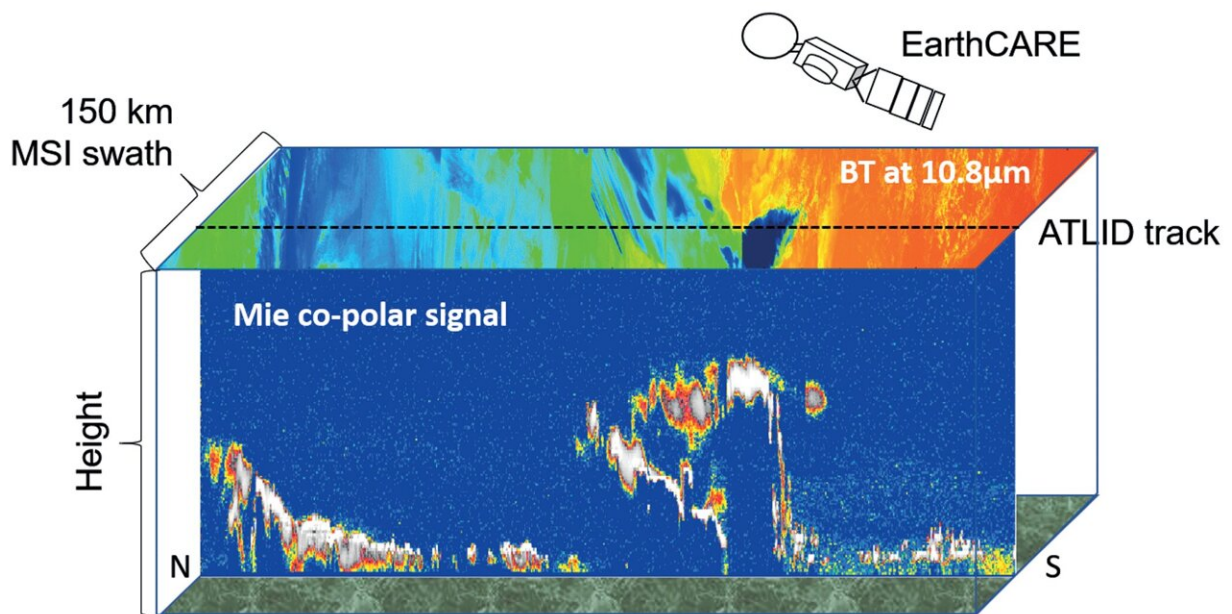 EarthCARE
150 km
MSI swath
BT at 10.8µm
ATLID track
Mie co-polar signal
Height
N
S